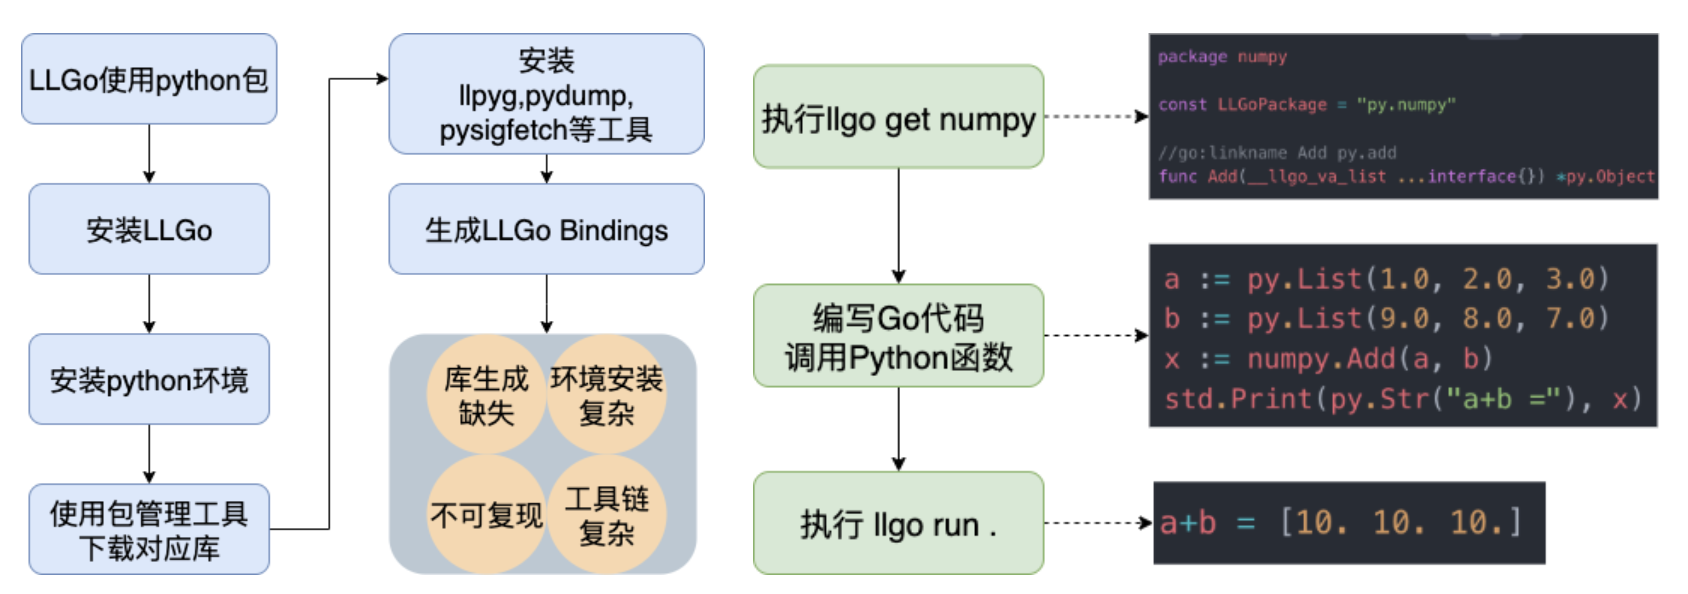 LLGo使用python包
安装LLGo
安装python环境
使用包管理工具
下载对应库
安装
llpyg,pydump,
pysigfetch等工具
生成LLGo Bindings
库生成
缺失
环境安装
复杂
不可复现
工具链
复杂
执行llgo get numpy
编写Go代码
调用Python函数
执行 llgo run .
package numpy
const LLGoPackage = "py.numpy"
//go:linkname Add py.add
func Add(__llgo_va_list ...interface{}) *py.Object
a := py.List(1.0, 2.0, 3.0)
b := py.List(9.0, 8.0, 7.0)
x := numpy.Add(a, b)
std.Print(py.Str("a+b ="), x)
a+b = [10. 10. 10.]